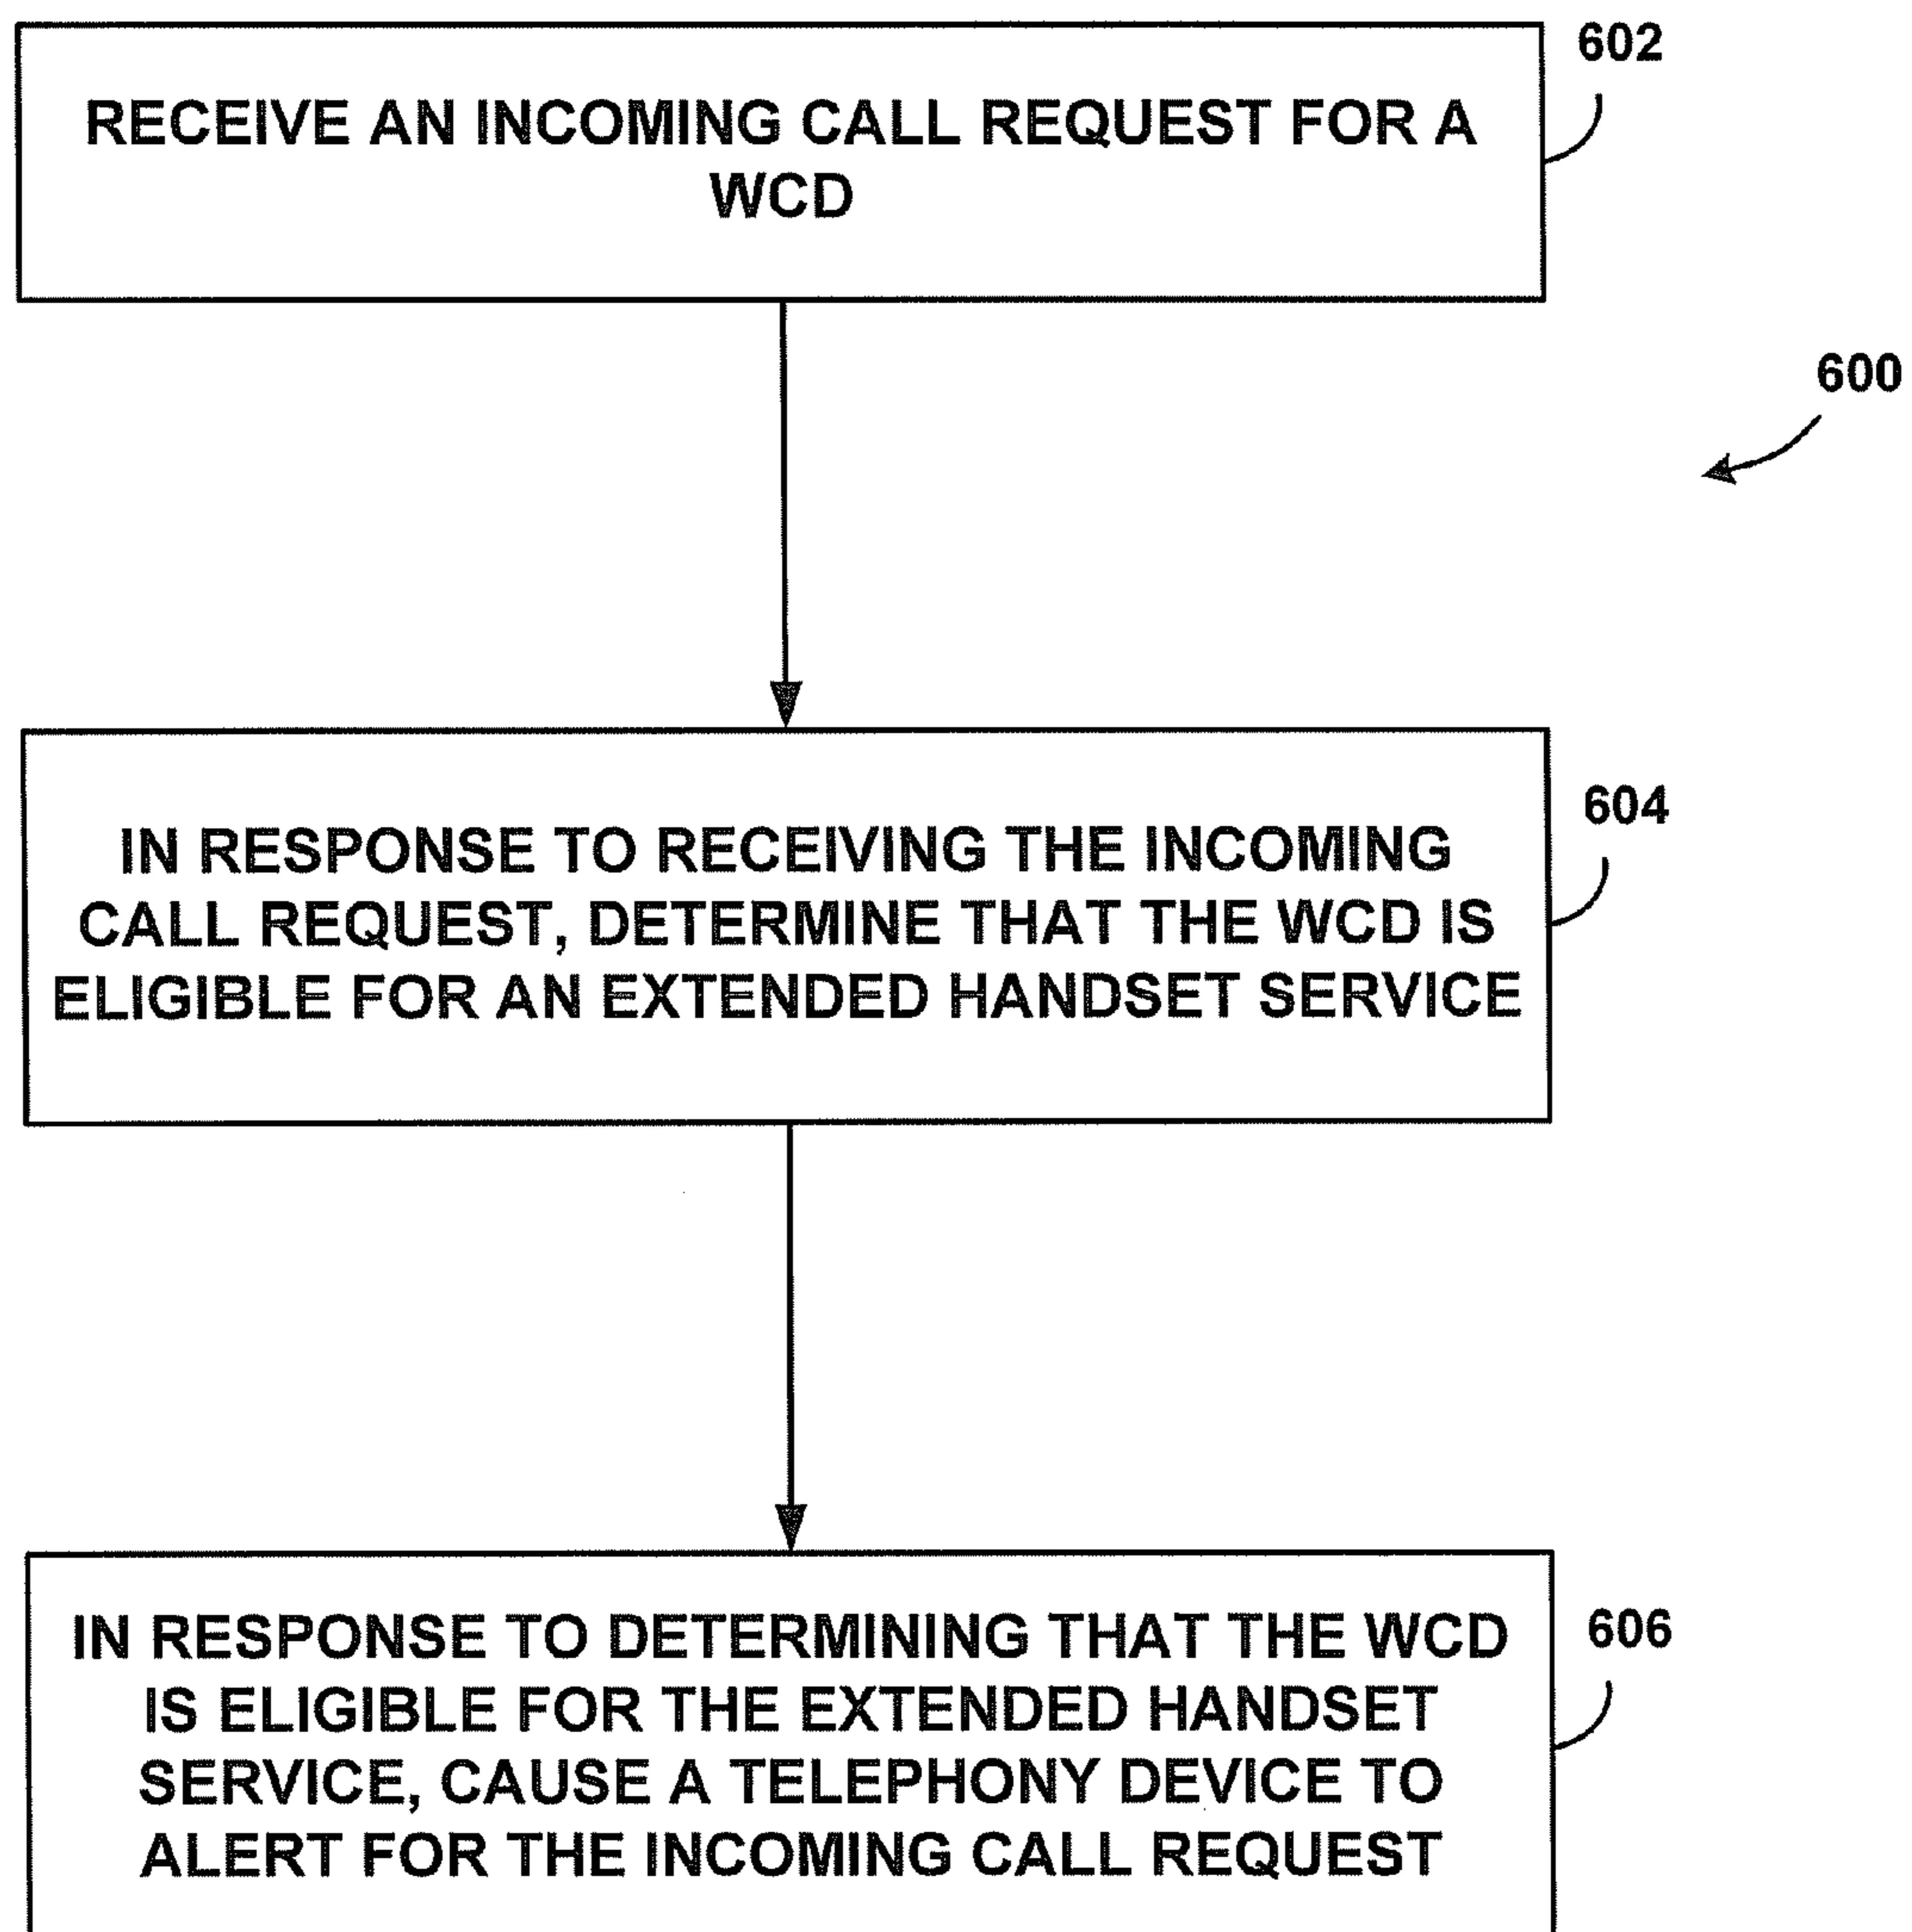 602
RECEIVE AN INCOMING CALL REQUEST FOR A
WCD
600
604
IN RESPONSE TO RECEIVING THE INCOMING
CALL REQUEST, DETERMINE THAT THE WCD IS
ELIGIBLE FOR AN EXTENDED HANDSET SERVICE
606
IN RESPONSE TO DETERMINING THAT THE WCD
IS ELIGIBLE FOR THE EXTENDED HANDSET
SERVICE, CAUSE A TELEPHONY DEVICE TO
ALERT FOR THE INCOMING CALL REQUEST